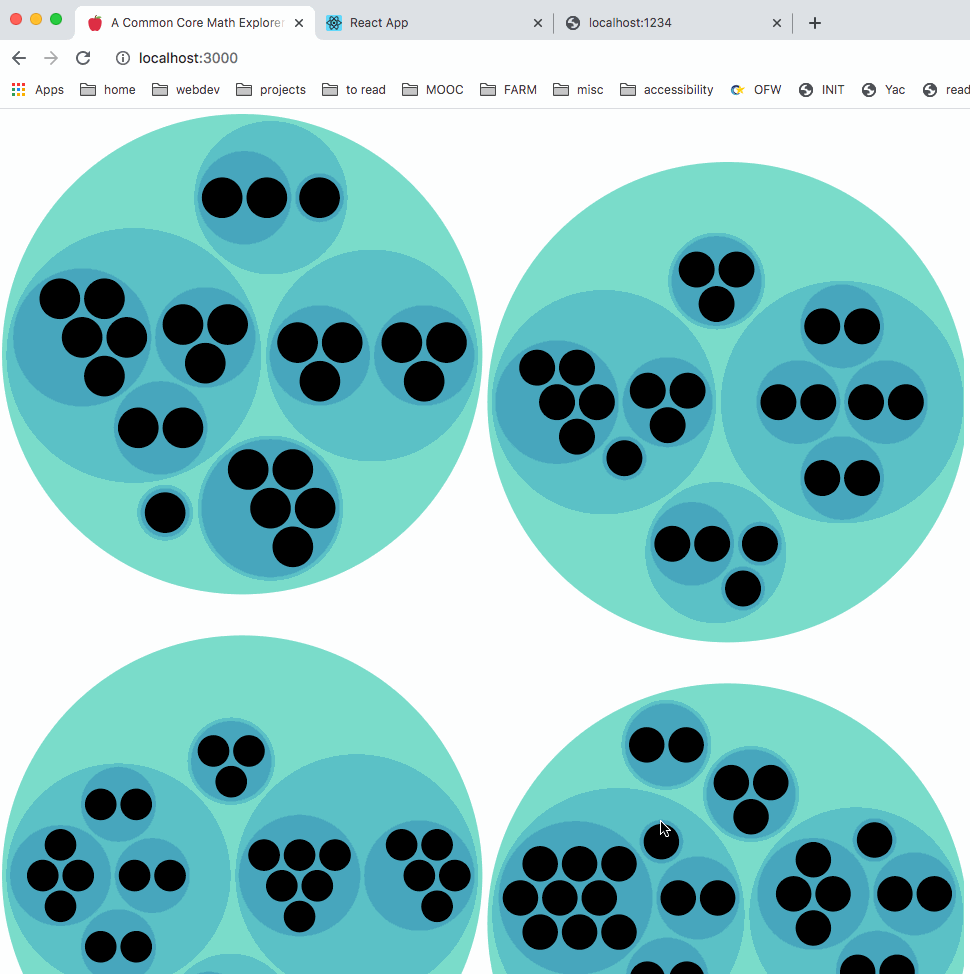 A Common Core Math Explorer
React App
localhost:1234
localhost:3000
Apps home webdev projects to read MOOC FARM misc accessibility OFW INIT Yac read